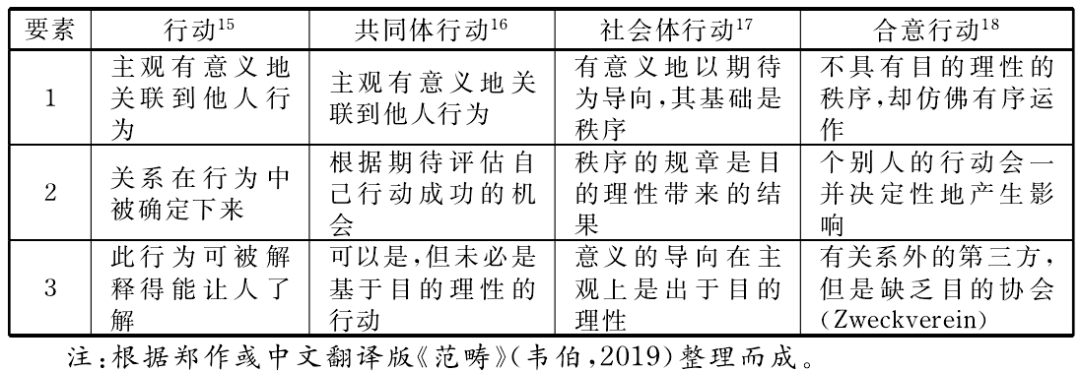 要素 行动15 共同体行动16 社会体行动17 合意行动18
1
主观有意义地
关联到他人行
为
主观有意义地关
联到他人行为
有意义地以期待
为导向,其基础是
秩序
不具有目的理性的
秩序,却仿佛有序运
作
2
关系在行为中
被确定下来
根据期待评估自
己行动成功的机
会
秩序的规章是目
的理性带来的结
果
个别人的行动会一
并决定性地产生影
响
3
此行为可被解
释得能让人了
解
可以是,但未必是
基于目的理性的
行动
意义的导向在主
观上是出于目的
理性
有关系外的第三方,
但是缺乏目的协会
(Zweckverein)
注:根据郑作彧中文翻译版《范畴》(韦伯,2019)整理而成。